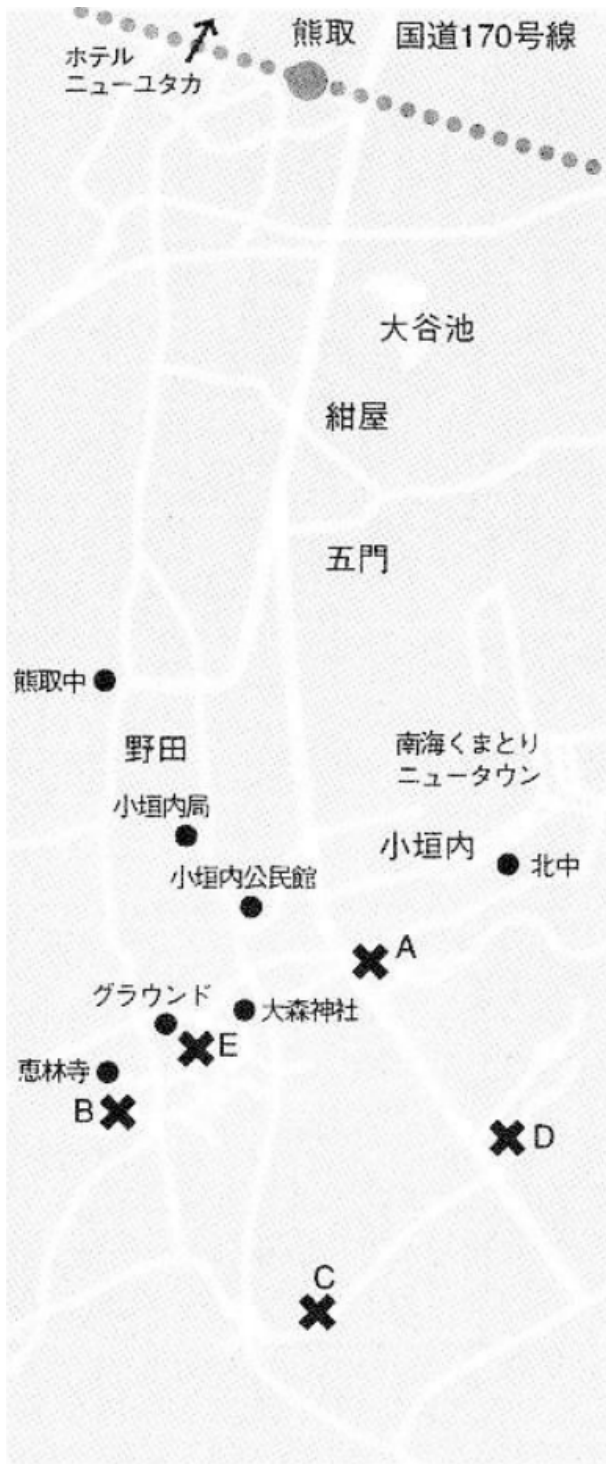 熊取
国道170号線
ホテル
ニューユタカ
大谷池
紺屋
五門
熊取中
野田
南海くまとり
ニュータウン
小垣内局
小垣内
北中
小垣内公民館
A
グラウンド
大森神社
E
恵林寺
B
D
C